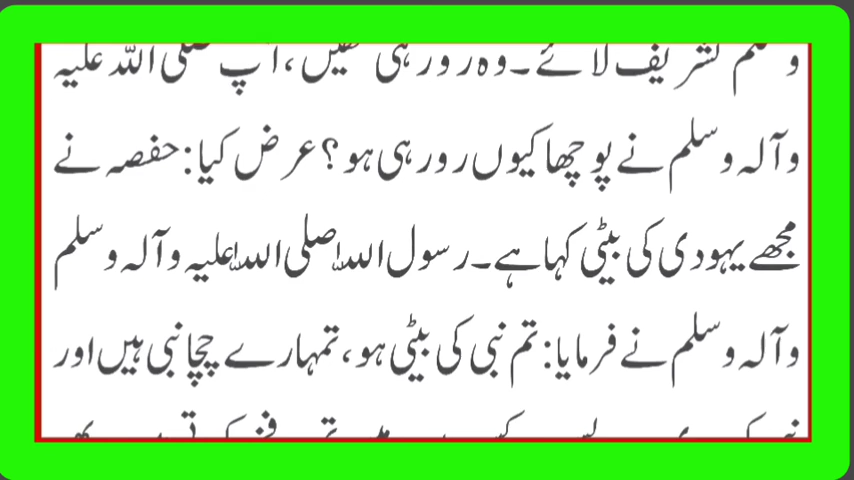 وسلم تشریف لائے۔ وہ رو رہی تھیں، آپ صلی اللہ علیہ
وآلہ وسلم نے پوچھا کیوں رو رہی ہو؟ عرض کیا: حفصہ نے
مجھے یہودی کی بیٹی کہا ہے۔ رسول اللہ صلی اللہ علیہ وآلہ وسلم
وآلہ وسلم نے فرمایا: تم نبی کی بیٹی ہو، تمہارے چچا نبی ہیں اور